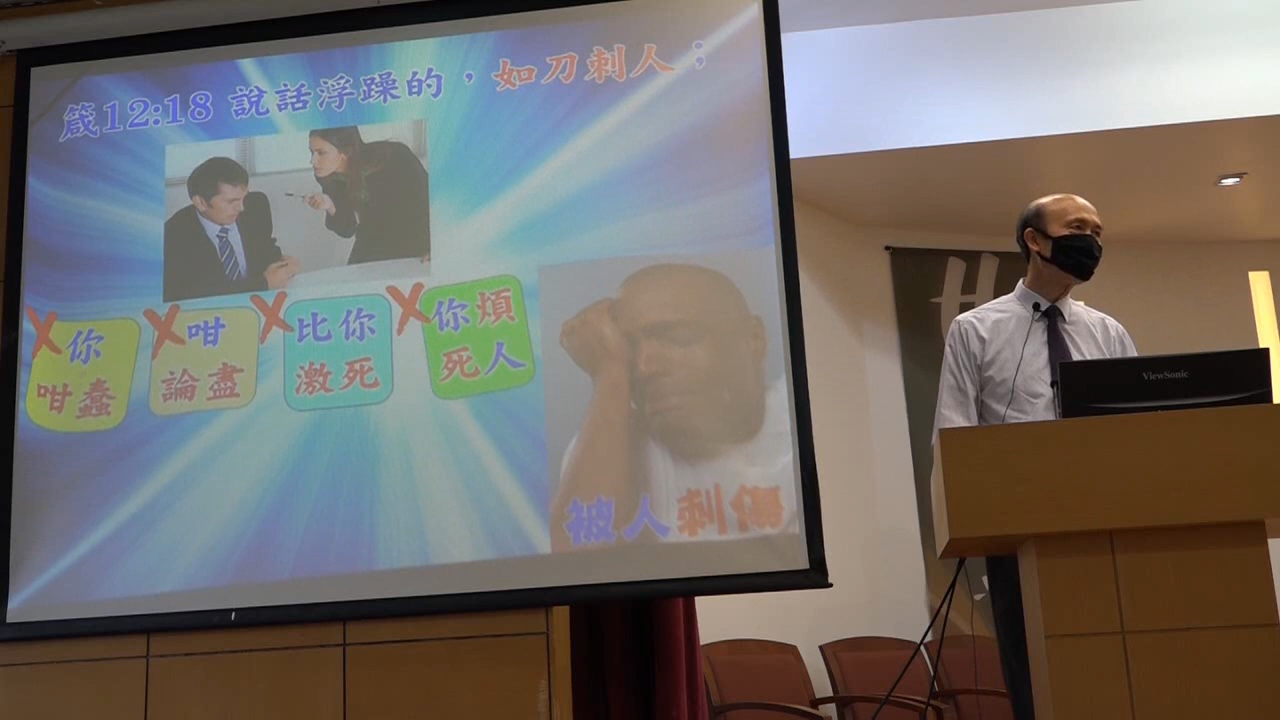 箴12:18 說話浮躁的，如刀刺人；
你
咁蠢
咁
論盡
比你
激死
你煩
死人
被人刺傷
H
ViewSonic